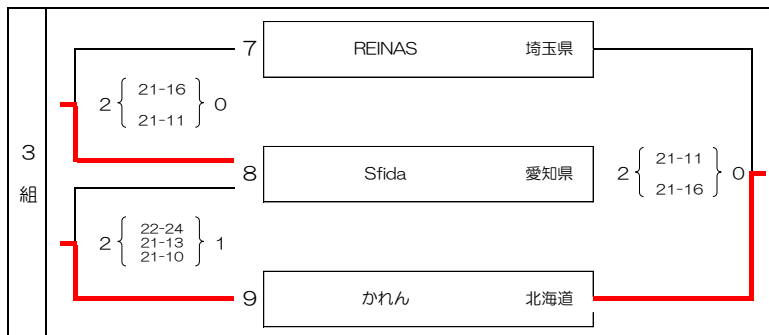 3
組
7 REINAS 埼玉県
2 { 21-16 } 0
21-11
8 Sfida 愛知県
2 { 21-11 } 0
21-16
2 { 22-24 } 1
21-13
21-10
9 かれん 北海道